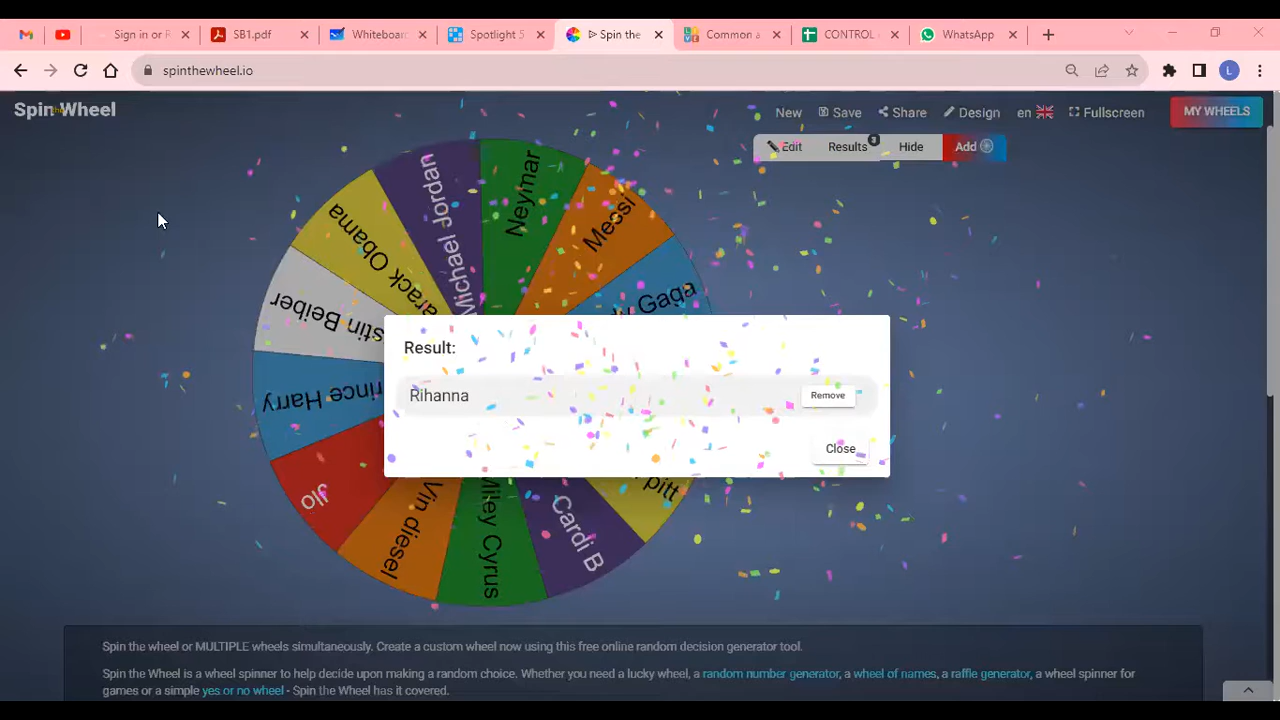 Sign in or R
SB1.pdf
Whiteboar
Spotlight 5
Spin the
Common a
CONTROL
WhatsApp
spinthewheel.io
L
Spin the Wheel
New
Save
Share
Design
en
Fullscreen
MY WHEELS
Edit
Results
3
Hide
Add
Neymar
Messi
Gaga
pitt
Cardi B
Miley Cyrus
Vin diesel
Jlo
rince Harry
stin Beiber
arack Obama
Michael Jordan
Result:
Rihanna
Remove
Close
Spin the wheel or MULTIPLE wheels simultaneously. Create a custom wheel now using this free online random decision generator tool.
Spin the Wheel is a wheel spinner to help decide upon making a random choice. Whether you need a lucky wheel, a random number generator, a wheel of names, a raffle generator, a wheel spinner for
games or a simple yes or no wheel - Spin the Wheel has it covered.